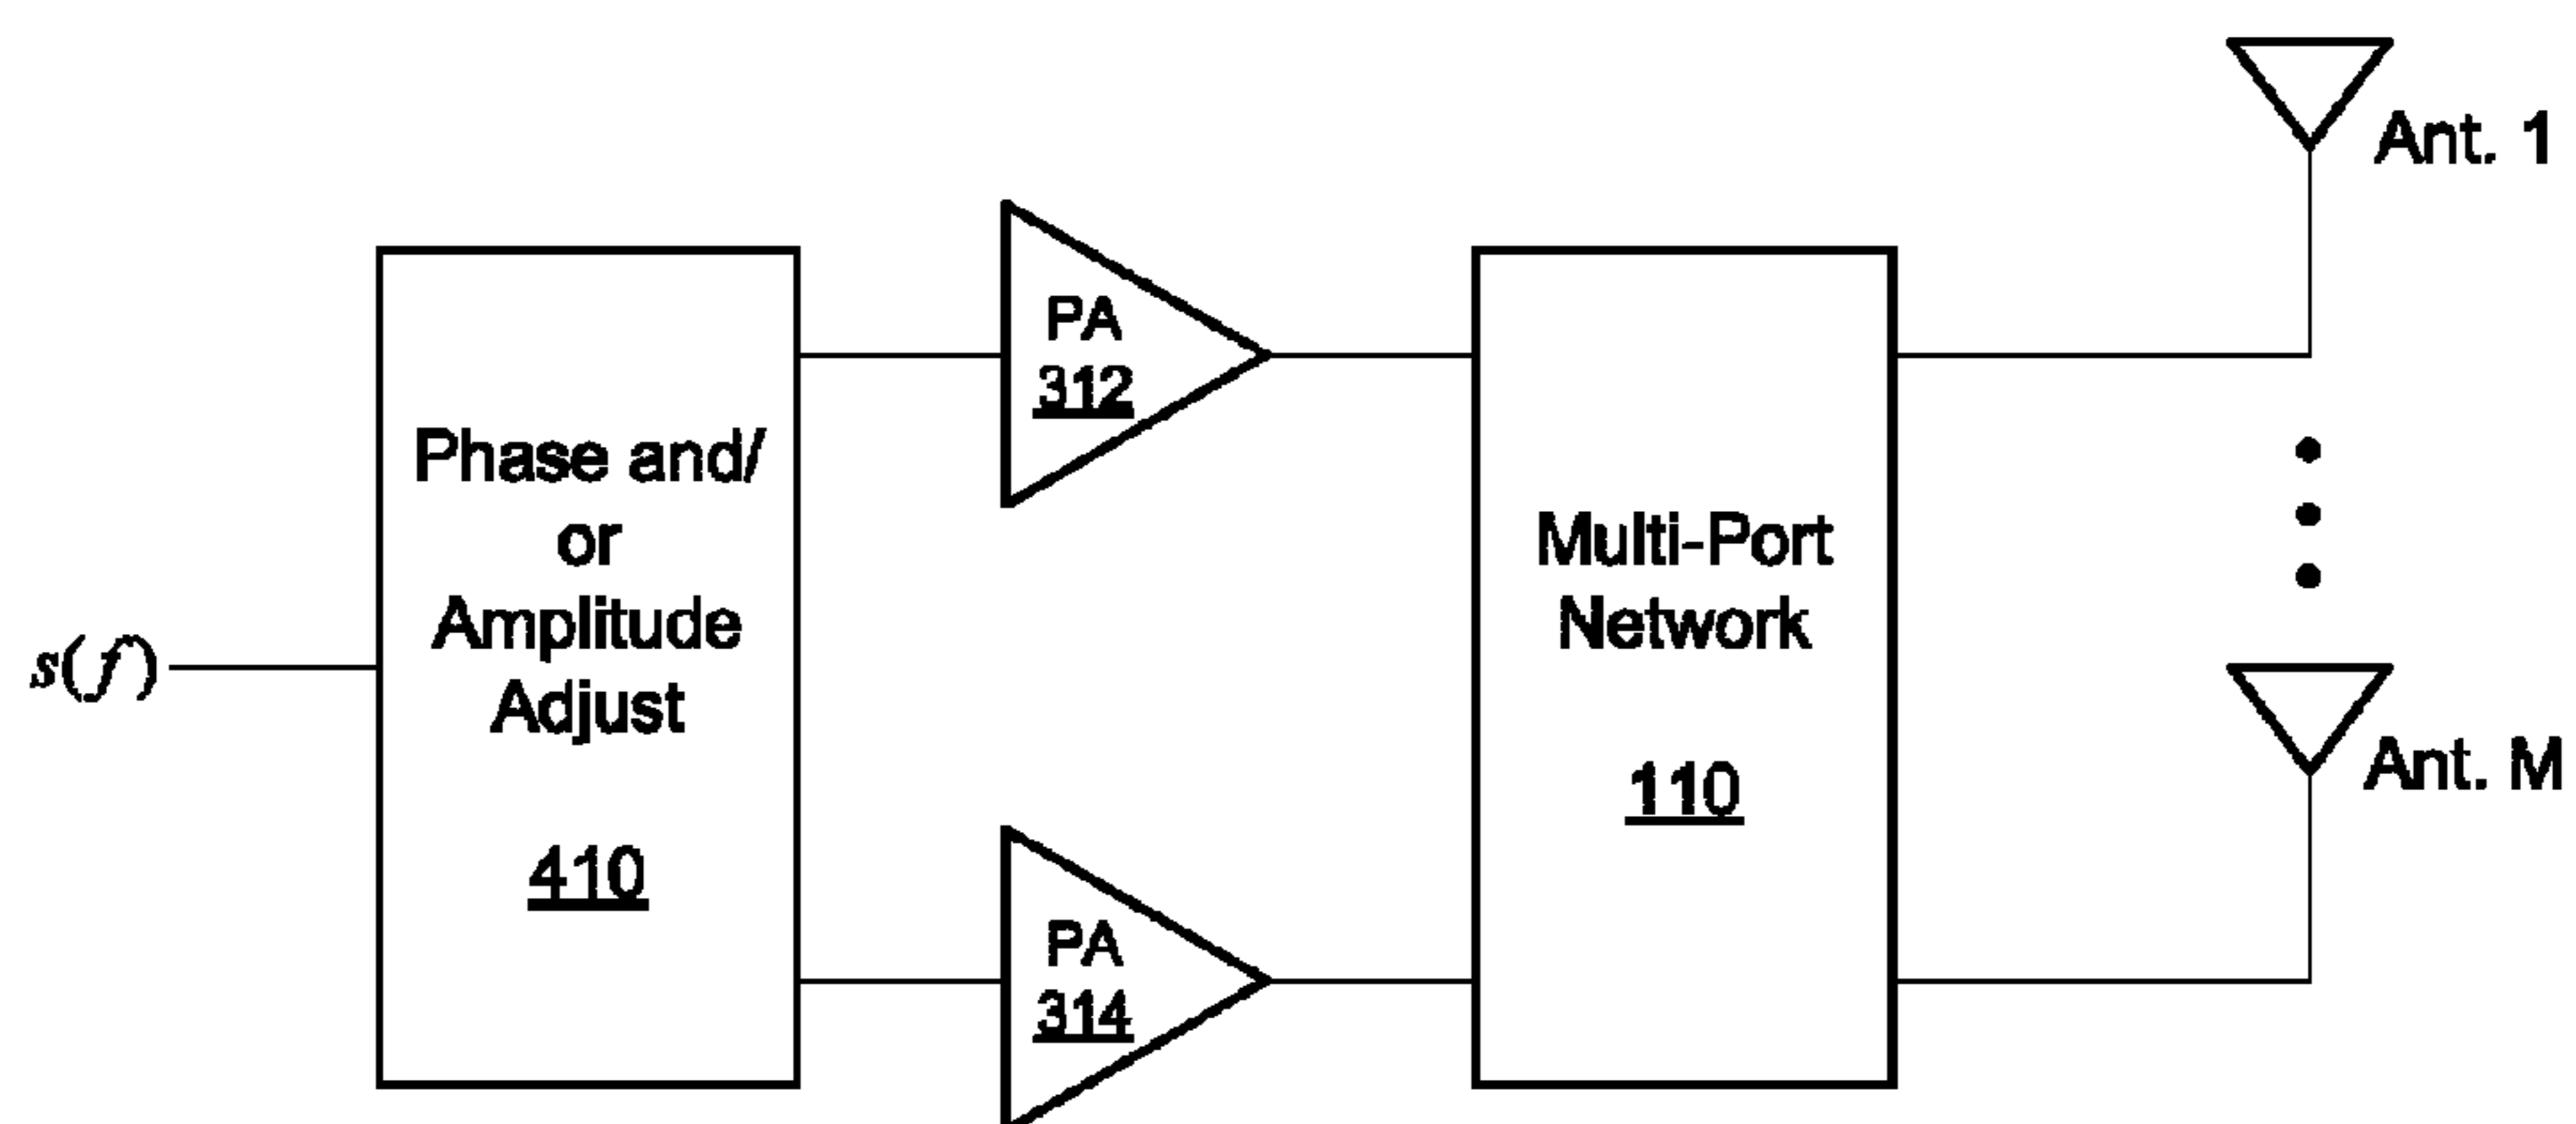 s(f)
Phase and/
or
Amplitude
Adjust
410
PA
312
PA
314
Multi-Port
Network
110
Ant. 1
Ant. M